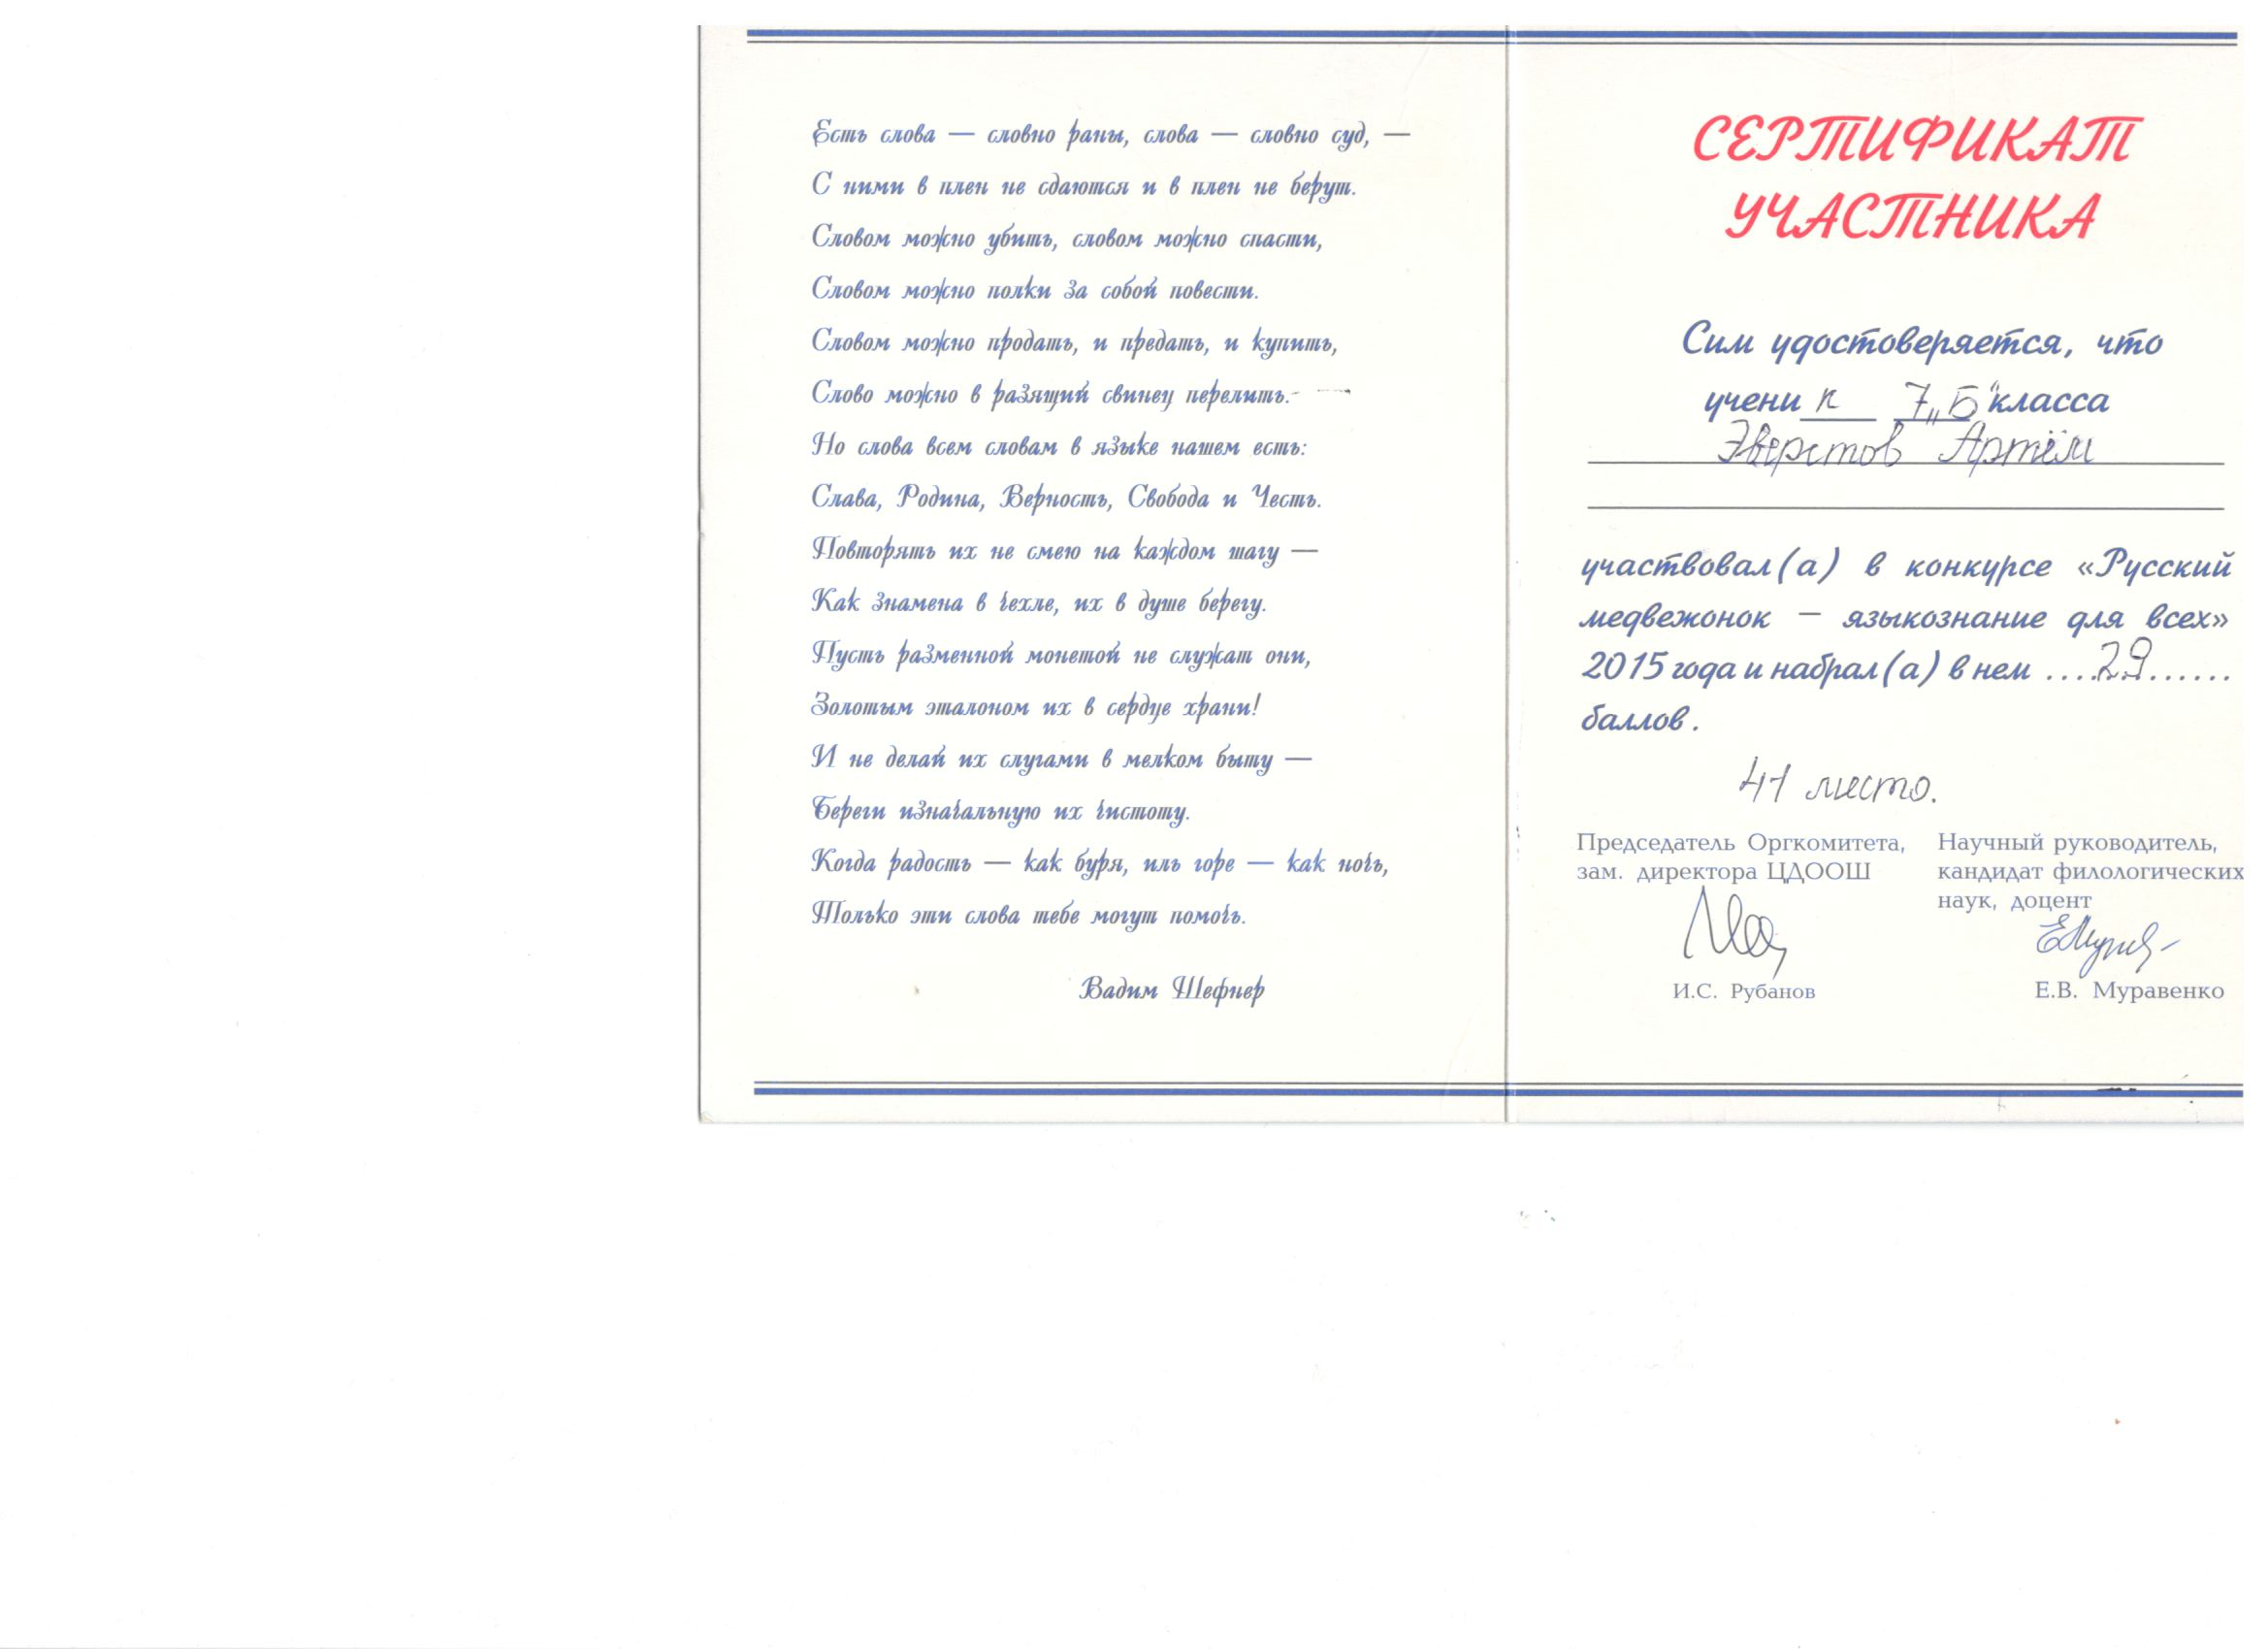 Есть слова — словно раны, слова — словно суд, —
С ними в плен не сдаются и в плен не берут.
Словом можно убить, словом можно спасти,
Словом можно полки за собой повести.
Словом можно продать, и предать, и купить,
Слово можно в разящий свинец перелить.
Но слова всем словам в языке нашем есть:
Слава, Родина, Верность, Свобода и Честь.
Повторять их не смею на каждом шагу —
Как знамена в чехле, их в душе берегу.
Пусть разменной монетой не служат они,
Золотым эталоном их в сердце храни!
И не делай их слугами в мелком быту —
Береги изначальную их чистоту.
Когда радость — как буря, иль горе — как ночь,
Только эти слова тебе могут помочь.
Вадим Шефнер
СЕРТИФИКАТ
УЧАСТНИКА
Сим удостоверяется, что
учени к 7 „Б" класса
Эверстов Артём
участвовал(а) в конкурсе «Русский
медвежонок — языкознание для всех»
2015 года и набрал(а) в нем ....29......
баллов.
41 место.
Председатель Оргкомитета,
зам. директора ЦДООШ
И.С. Рубанов
Научный руководитель,
кандидат филологических
наук, доцент
Е.В. Муравенко